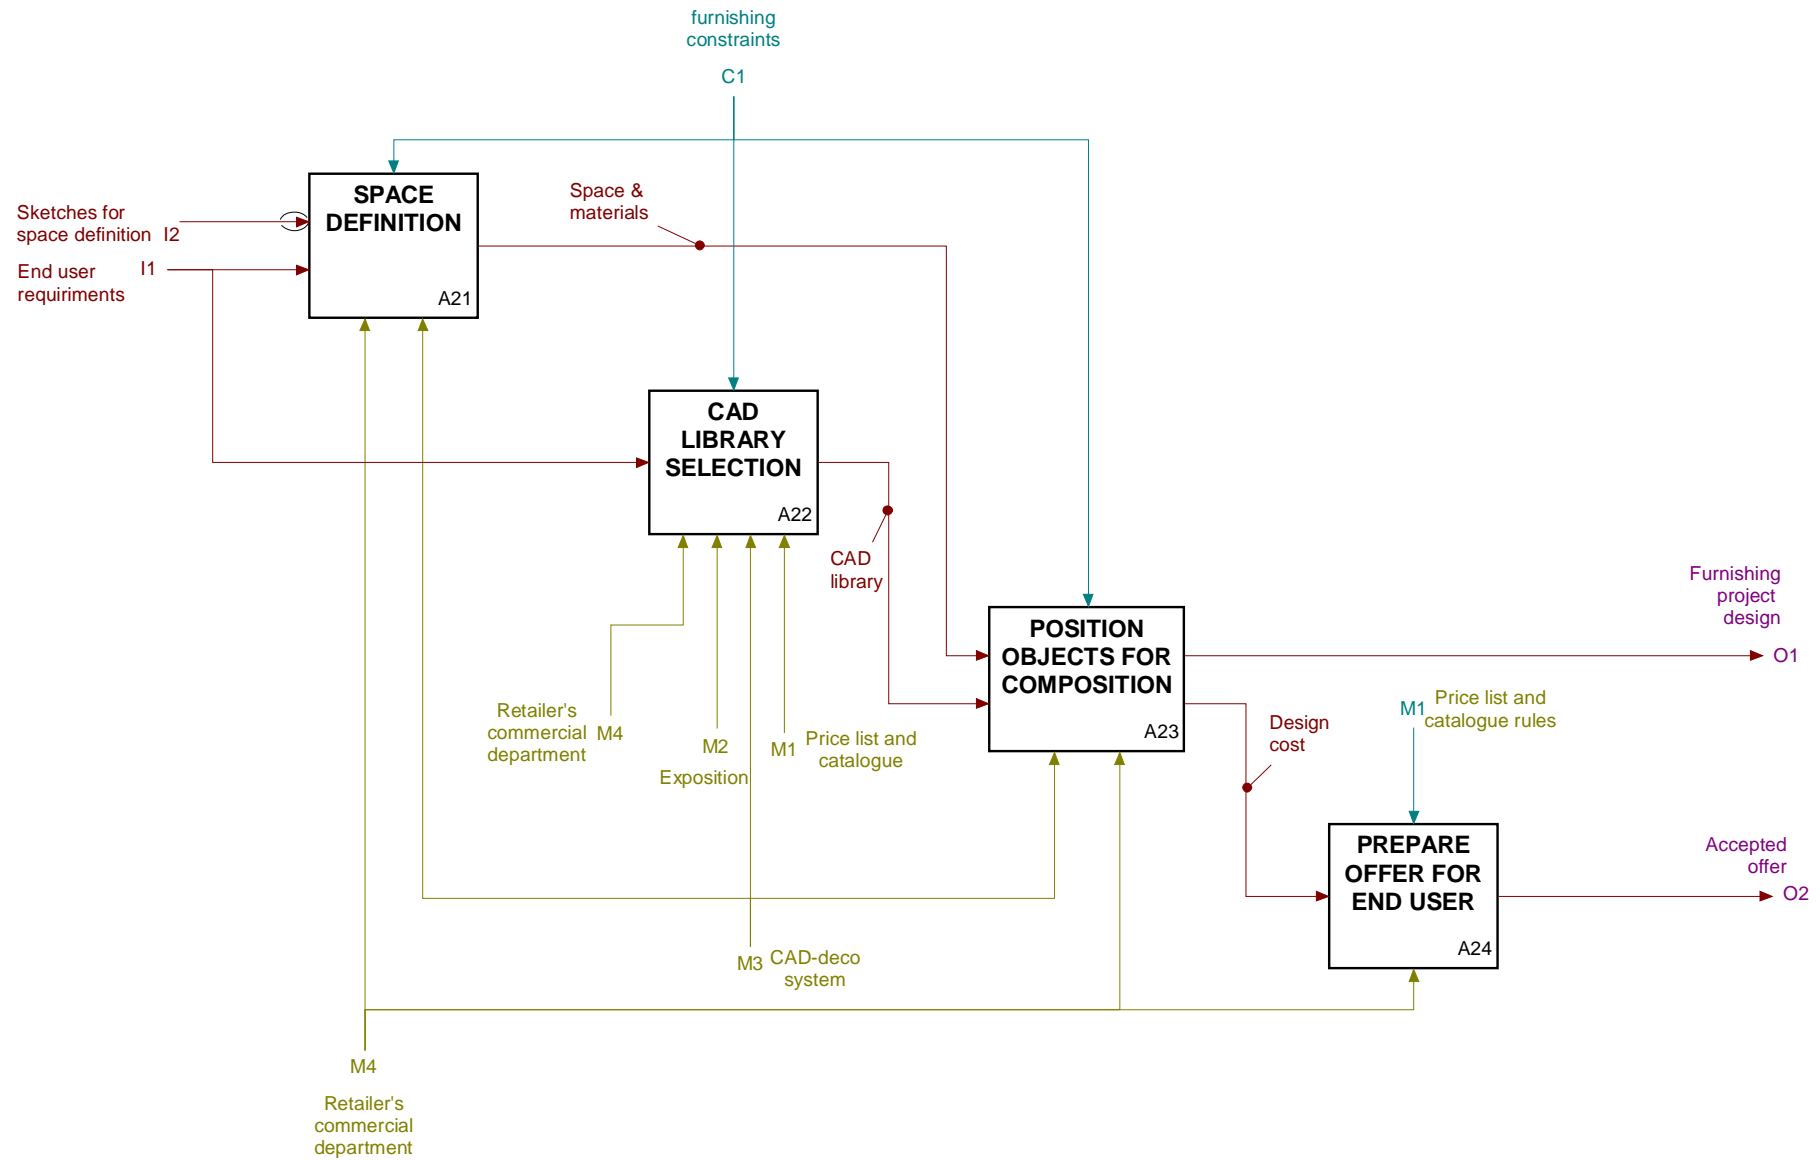 furnishing
constraints
C1
SPACE
DEFINITION
A21
Sketches for
space definition I2
End user I1
requiriments
Space &
materials
CAD
LIBRARY
SELECTION
A22
CAD
library
Retailer's
commercial M4
department
M2
Exposition
M1 Price list and
catalogue
M3 CAD-deco
system
POSITION
OBJECTS FOR
COMPOSITION
A23
Furnishing
project
design
O1
Design
cost
M1 Price list and
catalogue rules
PREPARE
OFFER FOR
END USER
A24
Accepted
offer
O2
M4
Retailer's
commercial
department